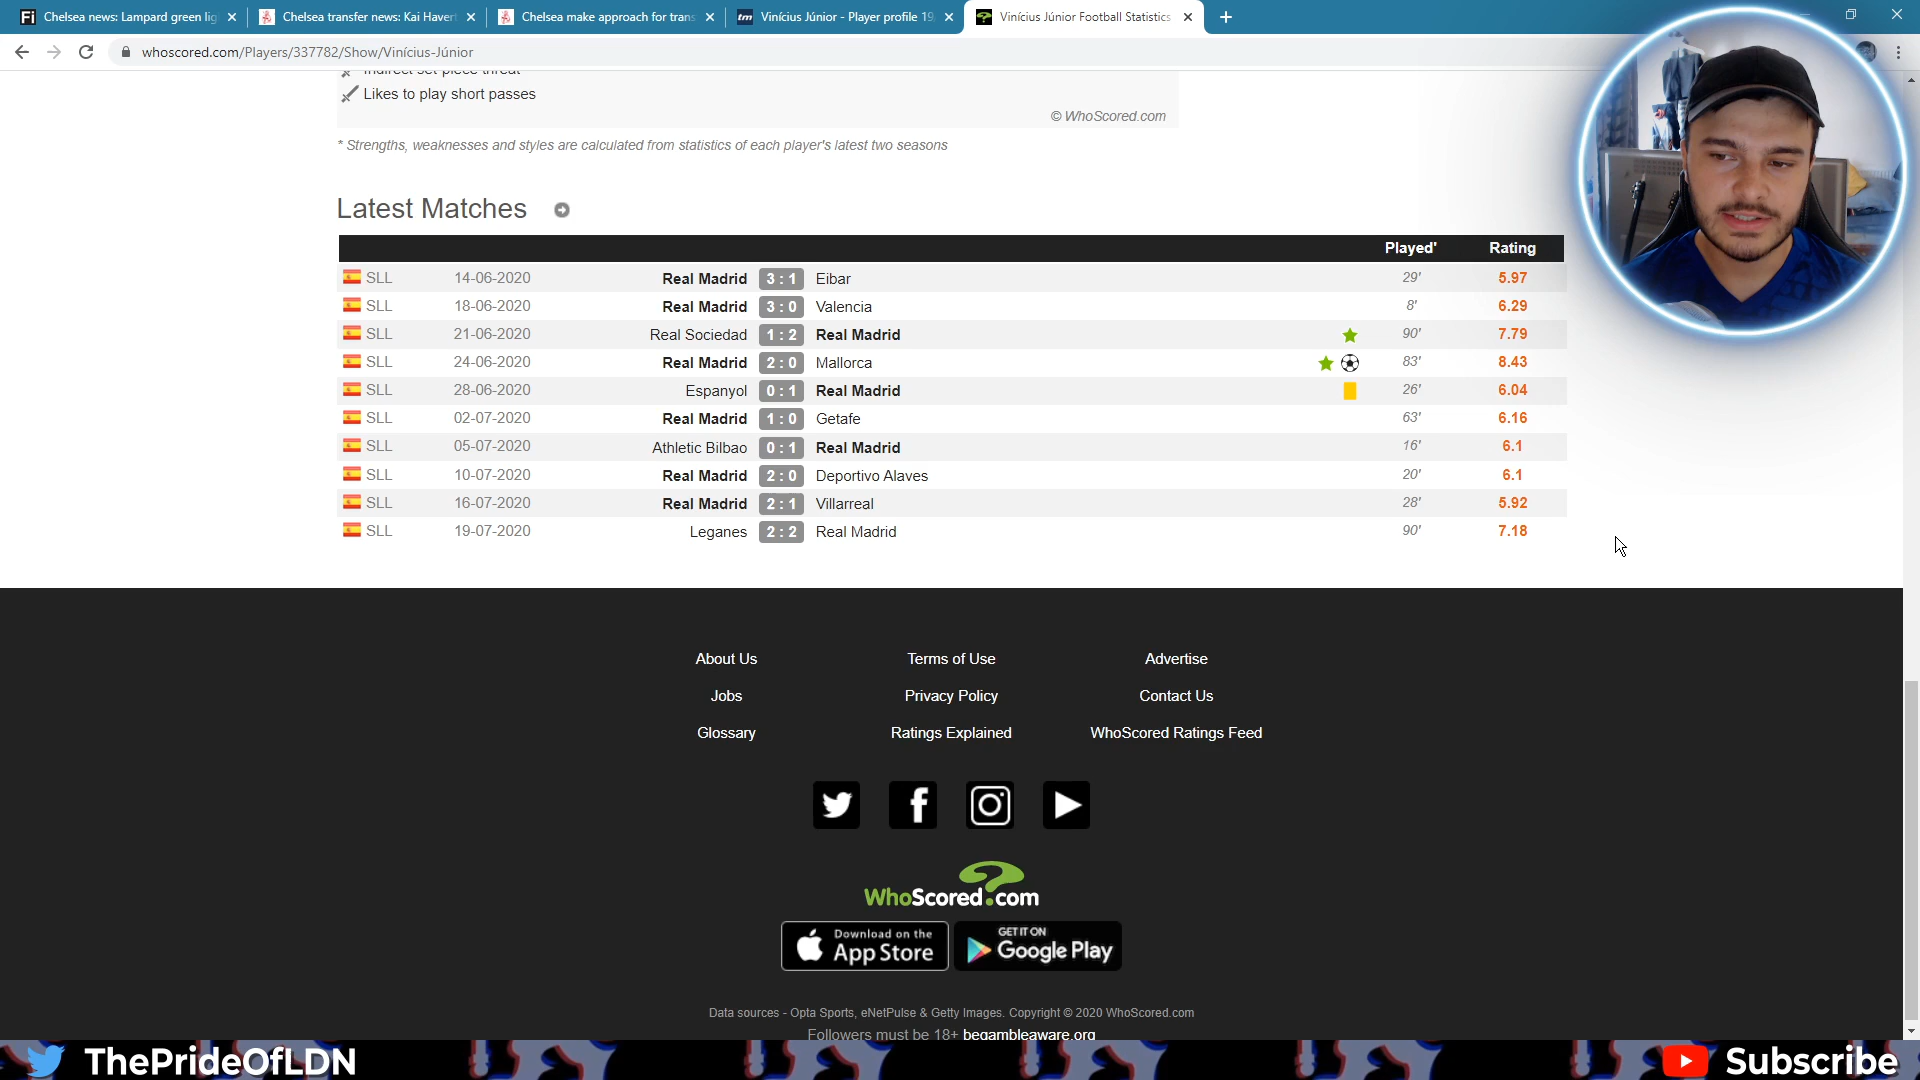 Chelsea news: Lampard green lig
Chelsea transfer news: Kai Havert
Chelsea make approach for trans
tm Vinícius Júnior - Player profile 19
Vinícius Júnior Football Statistics
whoscored.com/Players/337782/Show/Vinícius-Júnior
Indirect set-piece threat
Likes to play short passes
© WhoScored.com
* Strengths, weaknesses and styles are calculated from statistics of each player's latest two seasons
Latest Matches
Played' Rating
SLL 14-06-2020 Real Madrid 3 : 1 Eibar 29' 5.97
SLL 18-06-2020 Real Madrid 3 : 0 Valencia 8' 6.29
SLL 21-06-2020 Real Sociedad 1 : 2 Real Madrid 90' 7.79
SLL 24-06-2020 Real Madrid 2 : 0 Mallorca 83' 8.43
SLL 28-06-2020 Espanyol 0 : 1 Real Madrid 26' 6.04
SLL 02-07-2020 Real Madrid 1 : 0 Getafe 63' 6.16
SLL 05-07-2020 Athletic Bilbao 0 : 1 Real Madrid 16' 6.1
SLL 10-07-2020 Real Madrid 2 : 0 Deportivo Alaves 20' 6.1
SLL 16-07-2020 Real Madrid 2 : 1 Villarreal 28' 5.92
SLL 19-07-2020 Leganes 2 : 2 Real Madrid 90' 7.18
About Us Terms of Use Advertise
Jobs Privacy Policy Contact Us
Glossary Ratings Explained WhoScored Ratings Feed
WhoScored.com
Download on the App Store
GET IT ON Google Play
Data sources - Opta Sports, eNetPulse & Getty Images. Copyright © 2020 WhoScored.com
Followers must be 18+ begambleaware.org
ThePrideOfLDN Subscribe